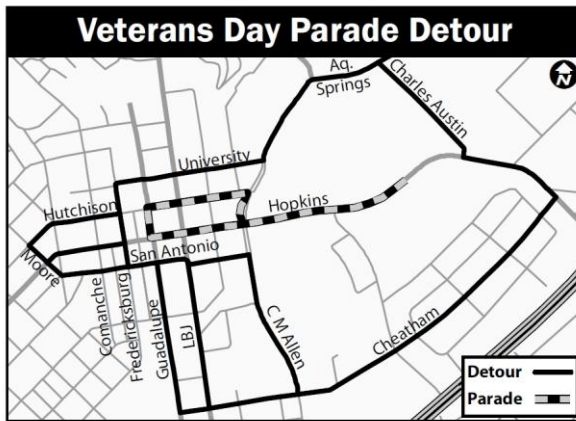 Veterans Day Parade Detour
Aq.
Springs
Charles Austin
N
University
Hutchison
Hopkins
Moore
San Antonio
Comanche
Fredericksburg
Guadalupe
LBJ
C M Allen
Cheatham
Detour
Parade